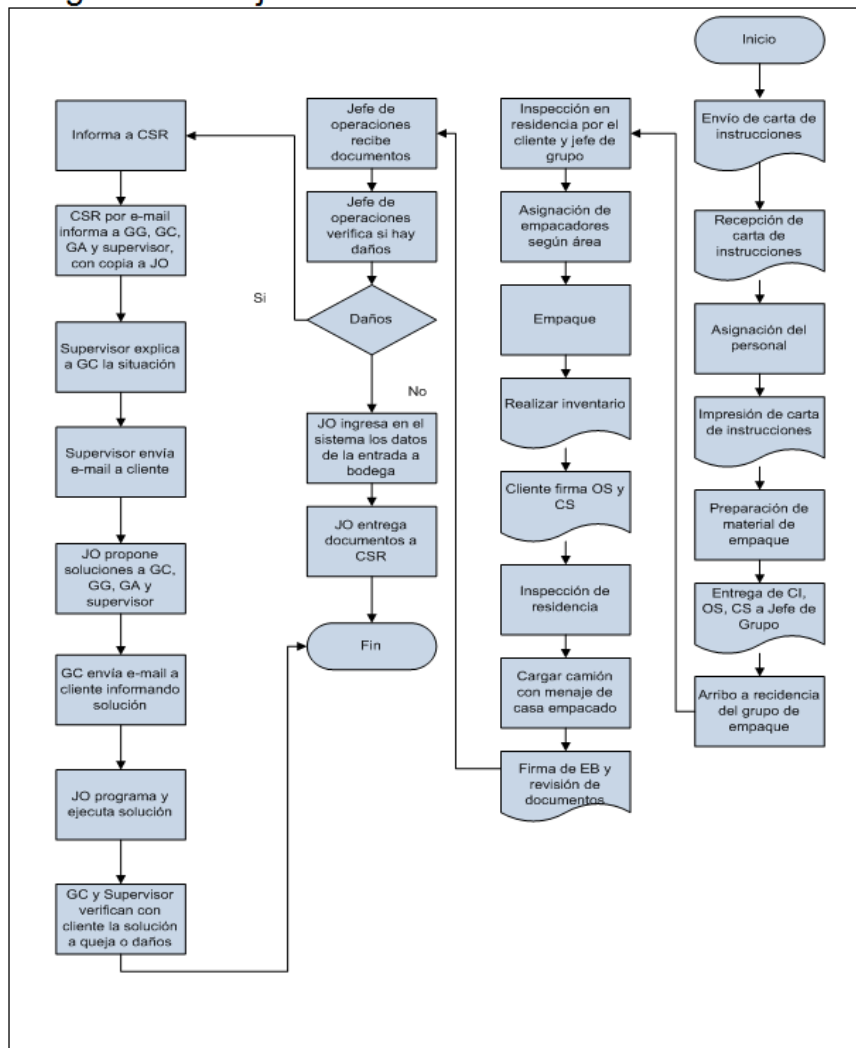 Inicio
Envío de carta de
instrucciones
Recepción de
carta de
instrucciones
Asignación del
personal
Impresión de carta
de instrucciones
Preparación de
material de
empaque
Entrega de CI,
OS, CS a Jefe de
Grupo
Arribo a residencia
del grupo de
empaque
Inspección en
residencia por el
cliente y jefe de
grupo
Asignación de
empacadores
según área
Empaque
Realizar inventario
Cliente firma OS y
CS
Inspección de
residencia
Cargar camión
con menaje de
casa empacado
Firma de EB y
revisión de
documentos
Jefe de
operaciones
recibe
documentos
Jefe de
operaciones
verifica si hay
daños
Daños
Si
No
JO ingresa en el
sistema los datos
de la entrada a
bodega
JO entrega
documentos a
CSR
Fin
Informa a CSR
CSR por e-mail
informa a GG, GC,
GA y supervisor,
con copia a JO
Supervisor explica
a GC la situación
Supervisor envía
e-mail a cliente
JO propone
soluciones a GC,
GG, GA y
supervisor
GC envía e-mail a
cliente informando
solución
JO programa y
ejecuta solución
GC y Supervisor
verifican con
cliente la solución
a queja o daños